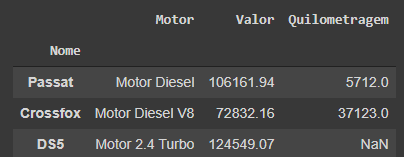 Motor Valor Quilometragem
Nome
Passat Motor Diesel 106161.94 5712.0
Crossfox Motor Diesel V8 72832.16 37123.0
DS5 Motor 2.4 Turbo 124549.07 NaN